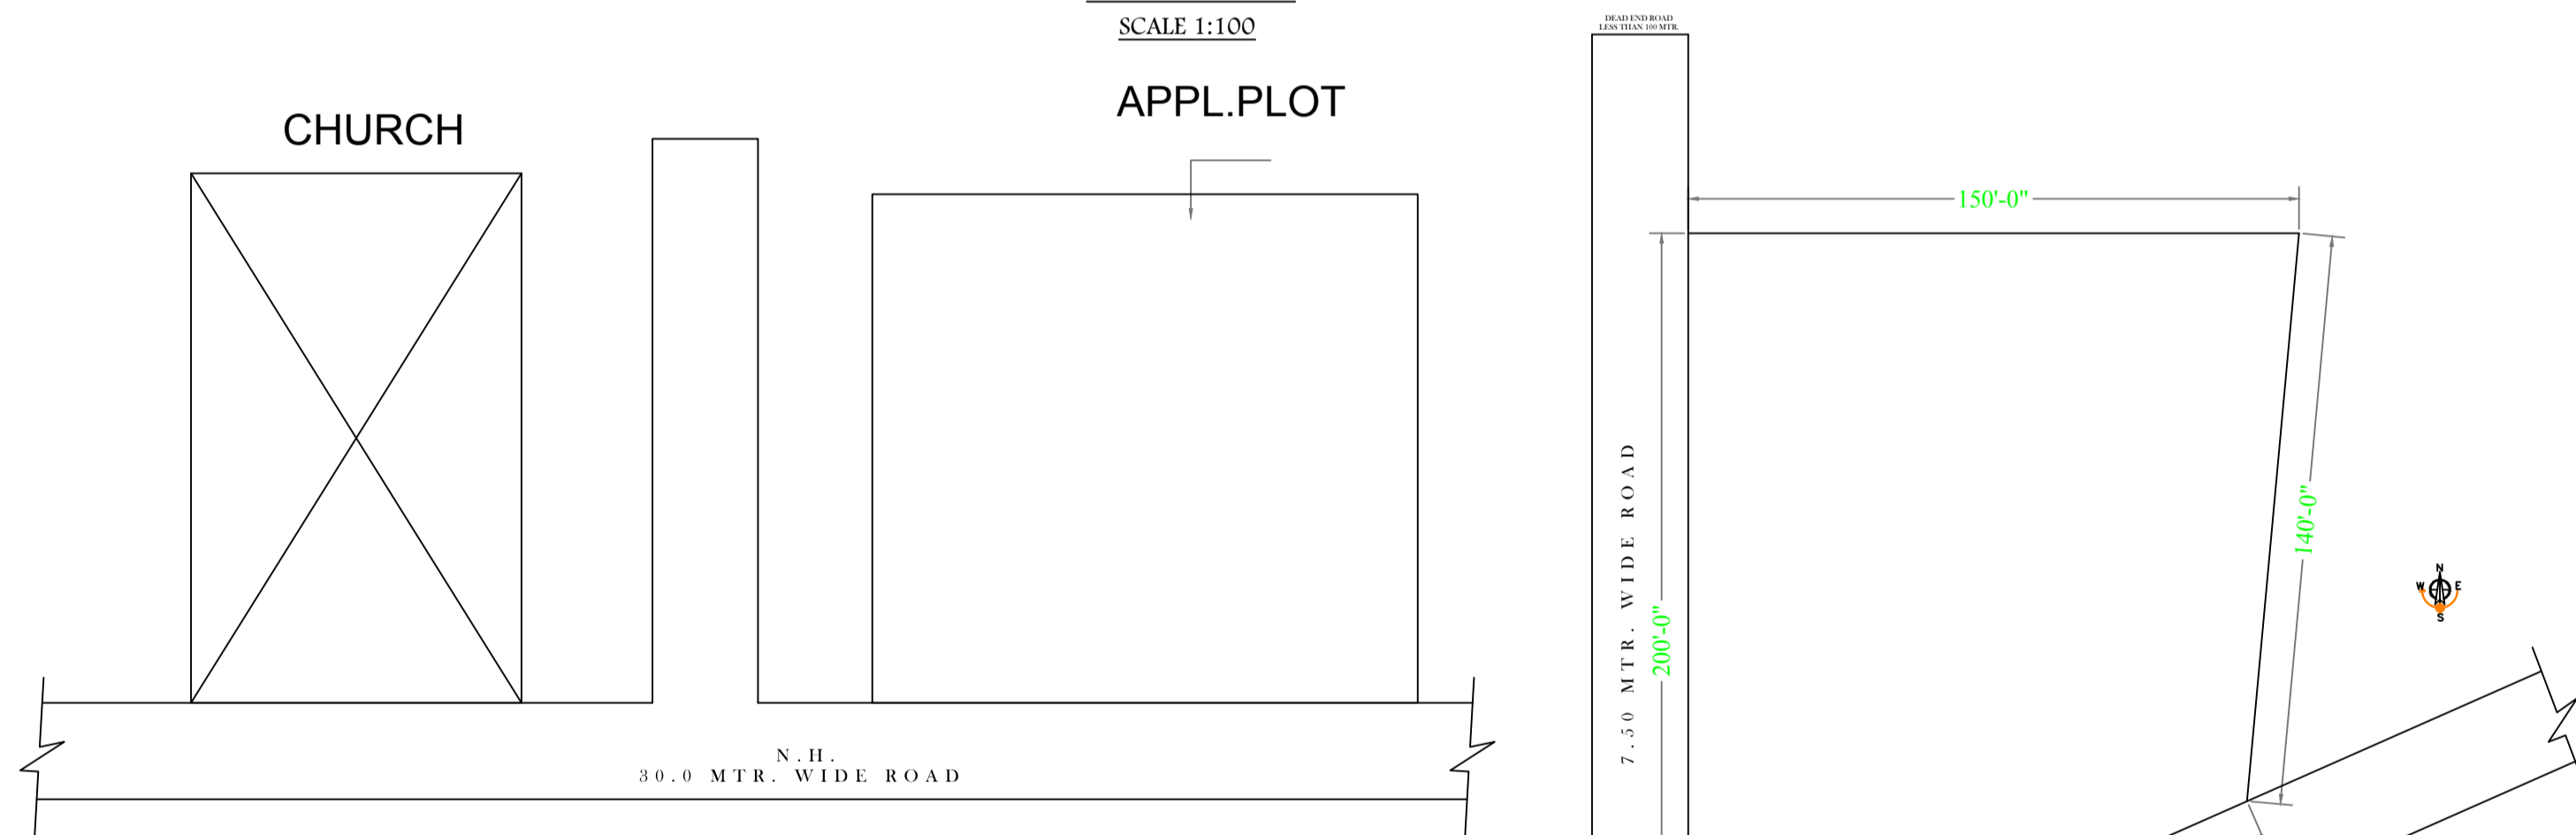 SCALE 1:100
DEAD END ROAD
LESS THAN 100 MTR.
CHURCH
APPL.PLOT
150'-0"
140'-0"
7.50 MTR. WIDE ROAD
200'-0"
N
W E
S
N.H.
30.0 MTR. WIDE ROAD